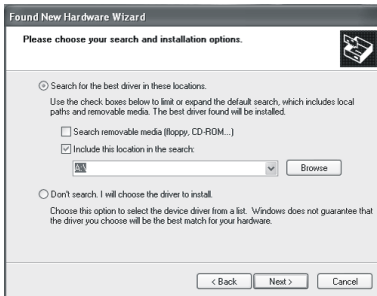 Found New Hardware Wizard
Please choose your search and installation options.
Search for the best driver in these locations.
Use the check boxes below to limit or expand the default search, which includes local
paths and removable media. The best driver found will be installed.
Search removable media (floppy, CD-ROM...)
Include this location in the search:
A:\
Browse
Don't search. I will choose the driver to install.
Choose this option to select the device driver from a list. Windows does not guarantee that
the driver you choose will be the best match for your hardware.
< Back
Next >
Cancel